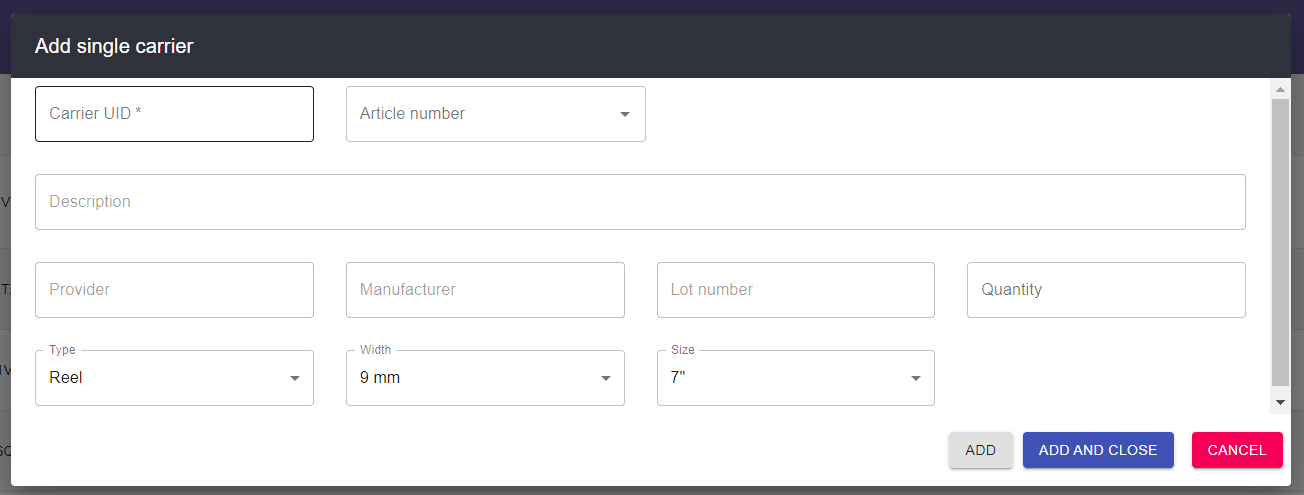 Add single carrier
Carrier UID *
Article number
Description
Provider
Manufacturer
Lot number
Quantity
Type
Reel
Width
9 mm
Size
7"
ADD
ADD AND CLOSE
CANCEL